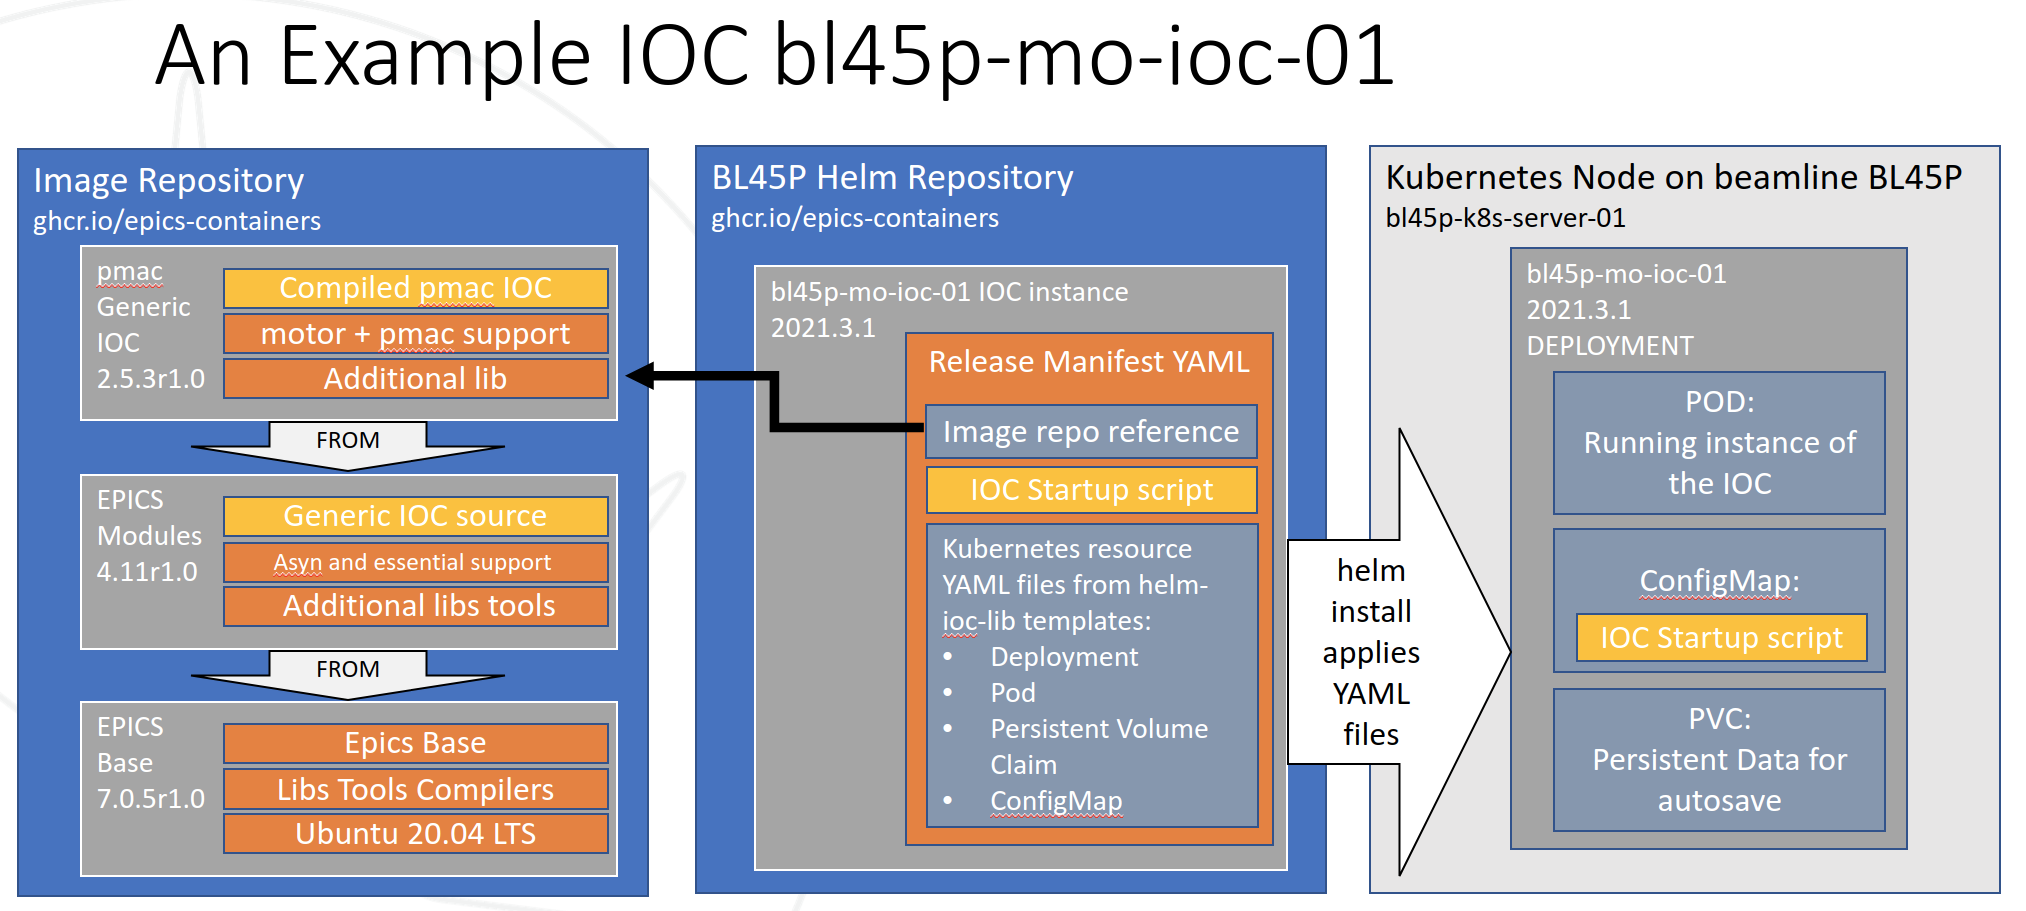 An Example IOC bl45p-mo-ioc-01
Image Repository
ghcr.io/epics-containers
pmac
Generic
IOC
2.5.3r1.0
Compiled pmac IOC
motor + pmac support
Additional lib
FROM
EPICS
Modules
4.11r1.0
Generic IOC source
Asyn and essential support
Additional libs tools
FROM
EPICS
Base
7.0.5r1.0
Epics Base
Libs Tools Compilers
Ubuntu 20.04 LTS
BL45P Helm Repository
ghcr.io/epics-containers
bl45p-mo-ioc-01 IOC instance
2021.3.1
Release Manifest YAML
Image repo reference
IOC Startup script
Kubernetes resource
YAML files from helm-
ioc-lib templates:
• Deployment
• Pod
• Persistent Volume
Claim
• ConfigMap
helm
install
applies
YAML
files
Kubernetes Node on beamline BL45P
bl45p-k8s-server-01
bl45p-mo-ioc-01
2021.3.1
DEPLOYMENT
POD:
Running instance of
the IOC
ConfigMap:
IOC Startup script
PVC:
Persistent Data for
autosave